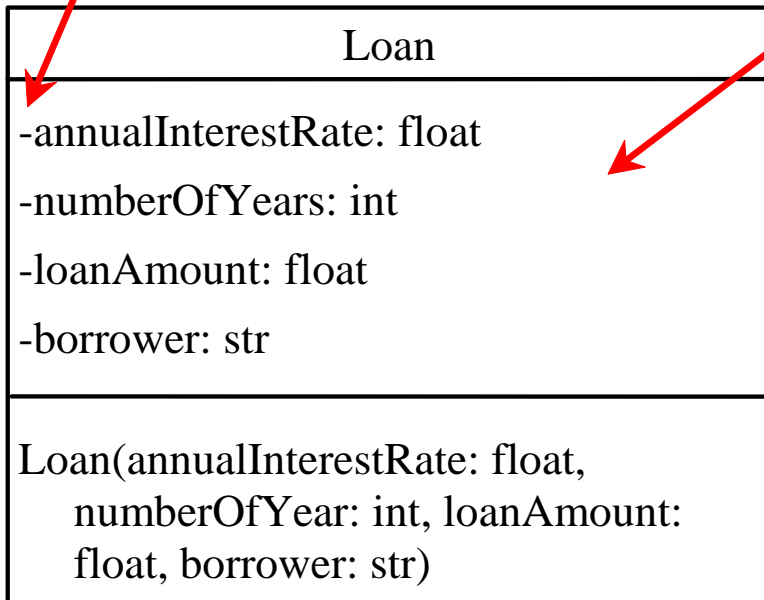 Loan
-annualInterestRate: float
-numberOfYears: int
-loanAmount: float
-borrower: str
Loan(annualInterestRate: float,
numberOfYear: int, loanAmount:
float, borrower: str)